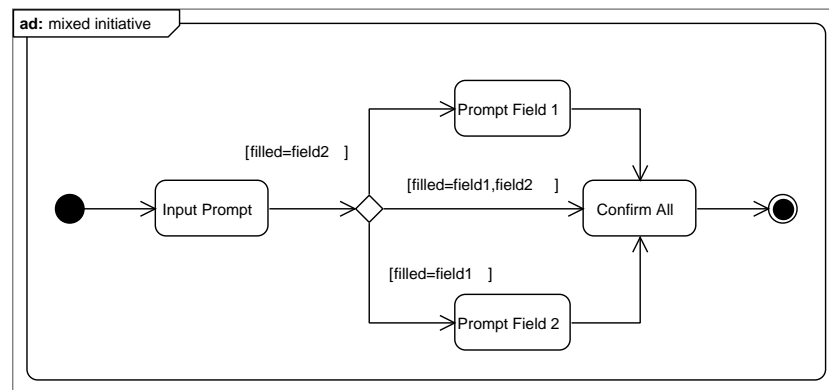 ad: mixed initiative
Prompt Field 1
[filled=field2 ]
[filled=field1,field2 ]
Input Prompt
Confirm All
[filled=field1 ]
Prompt Field 2